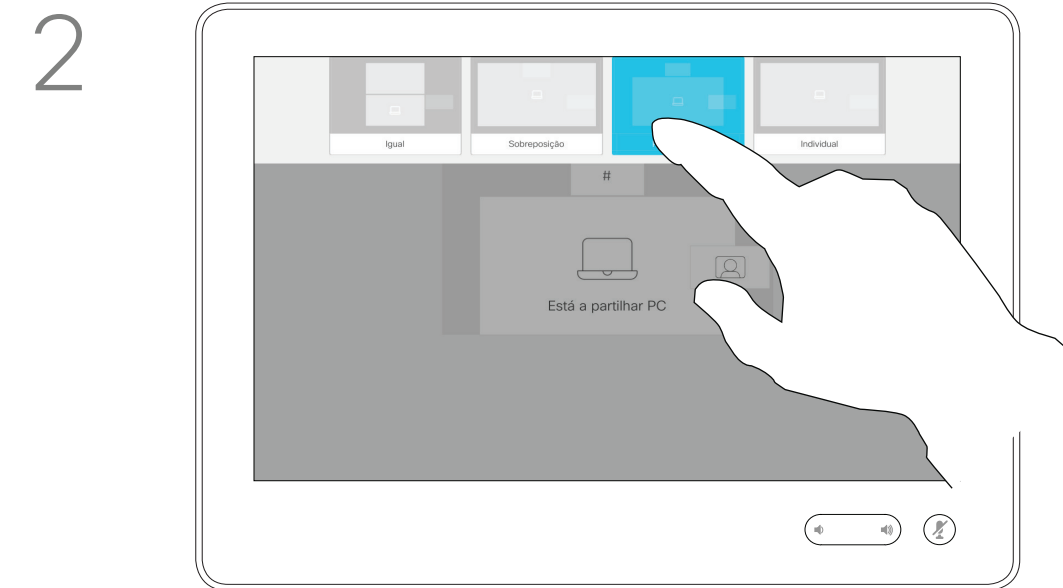 2
Igual
Sobreposição
Individual
#
Está a partilhar PC